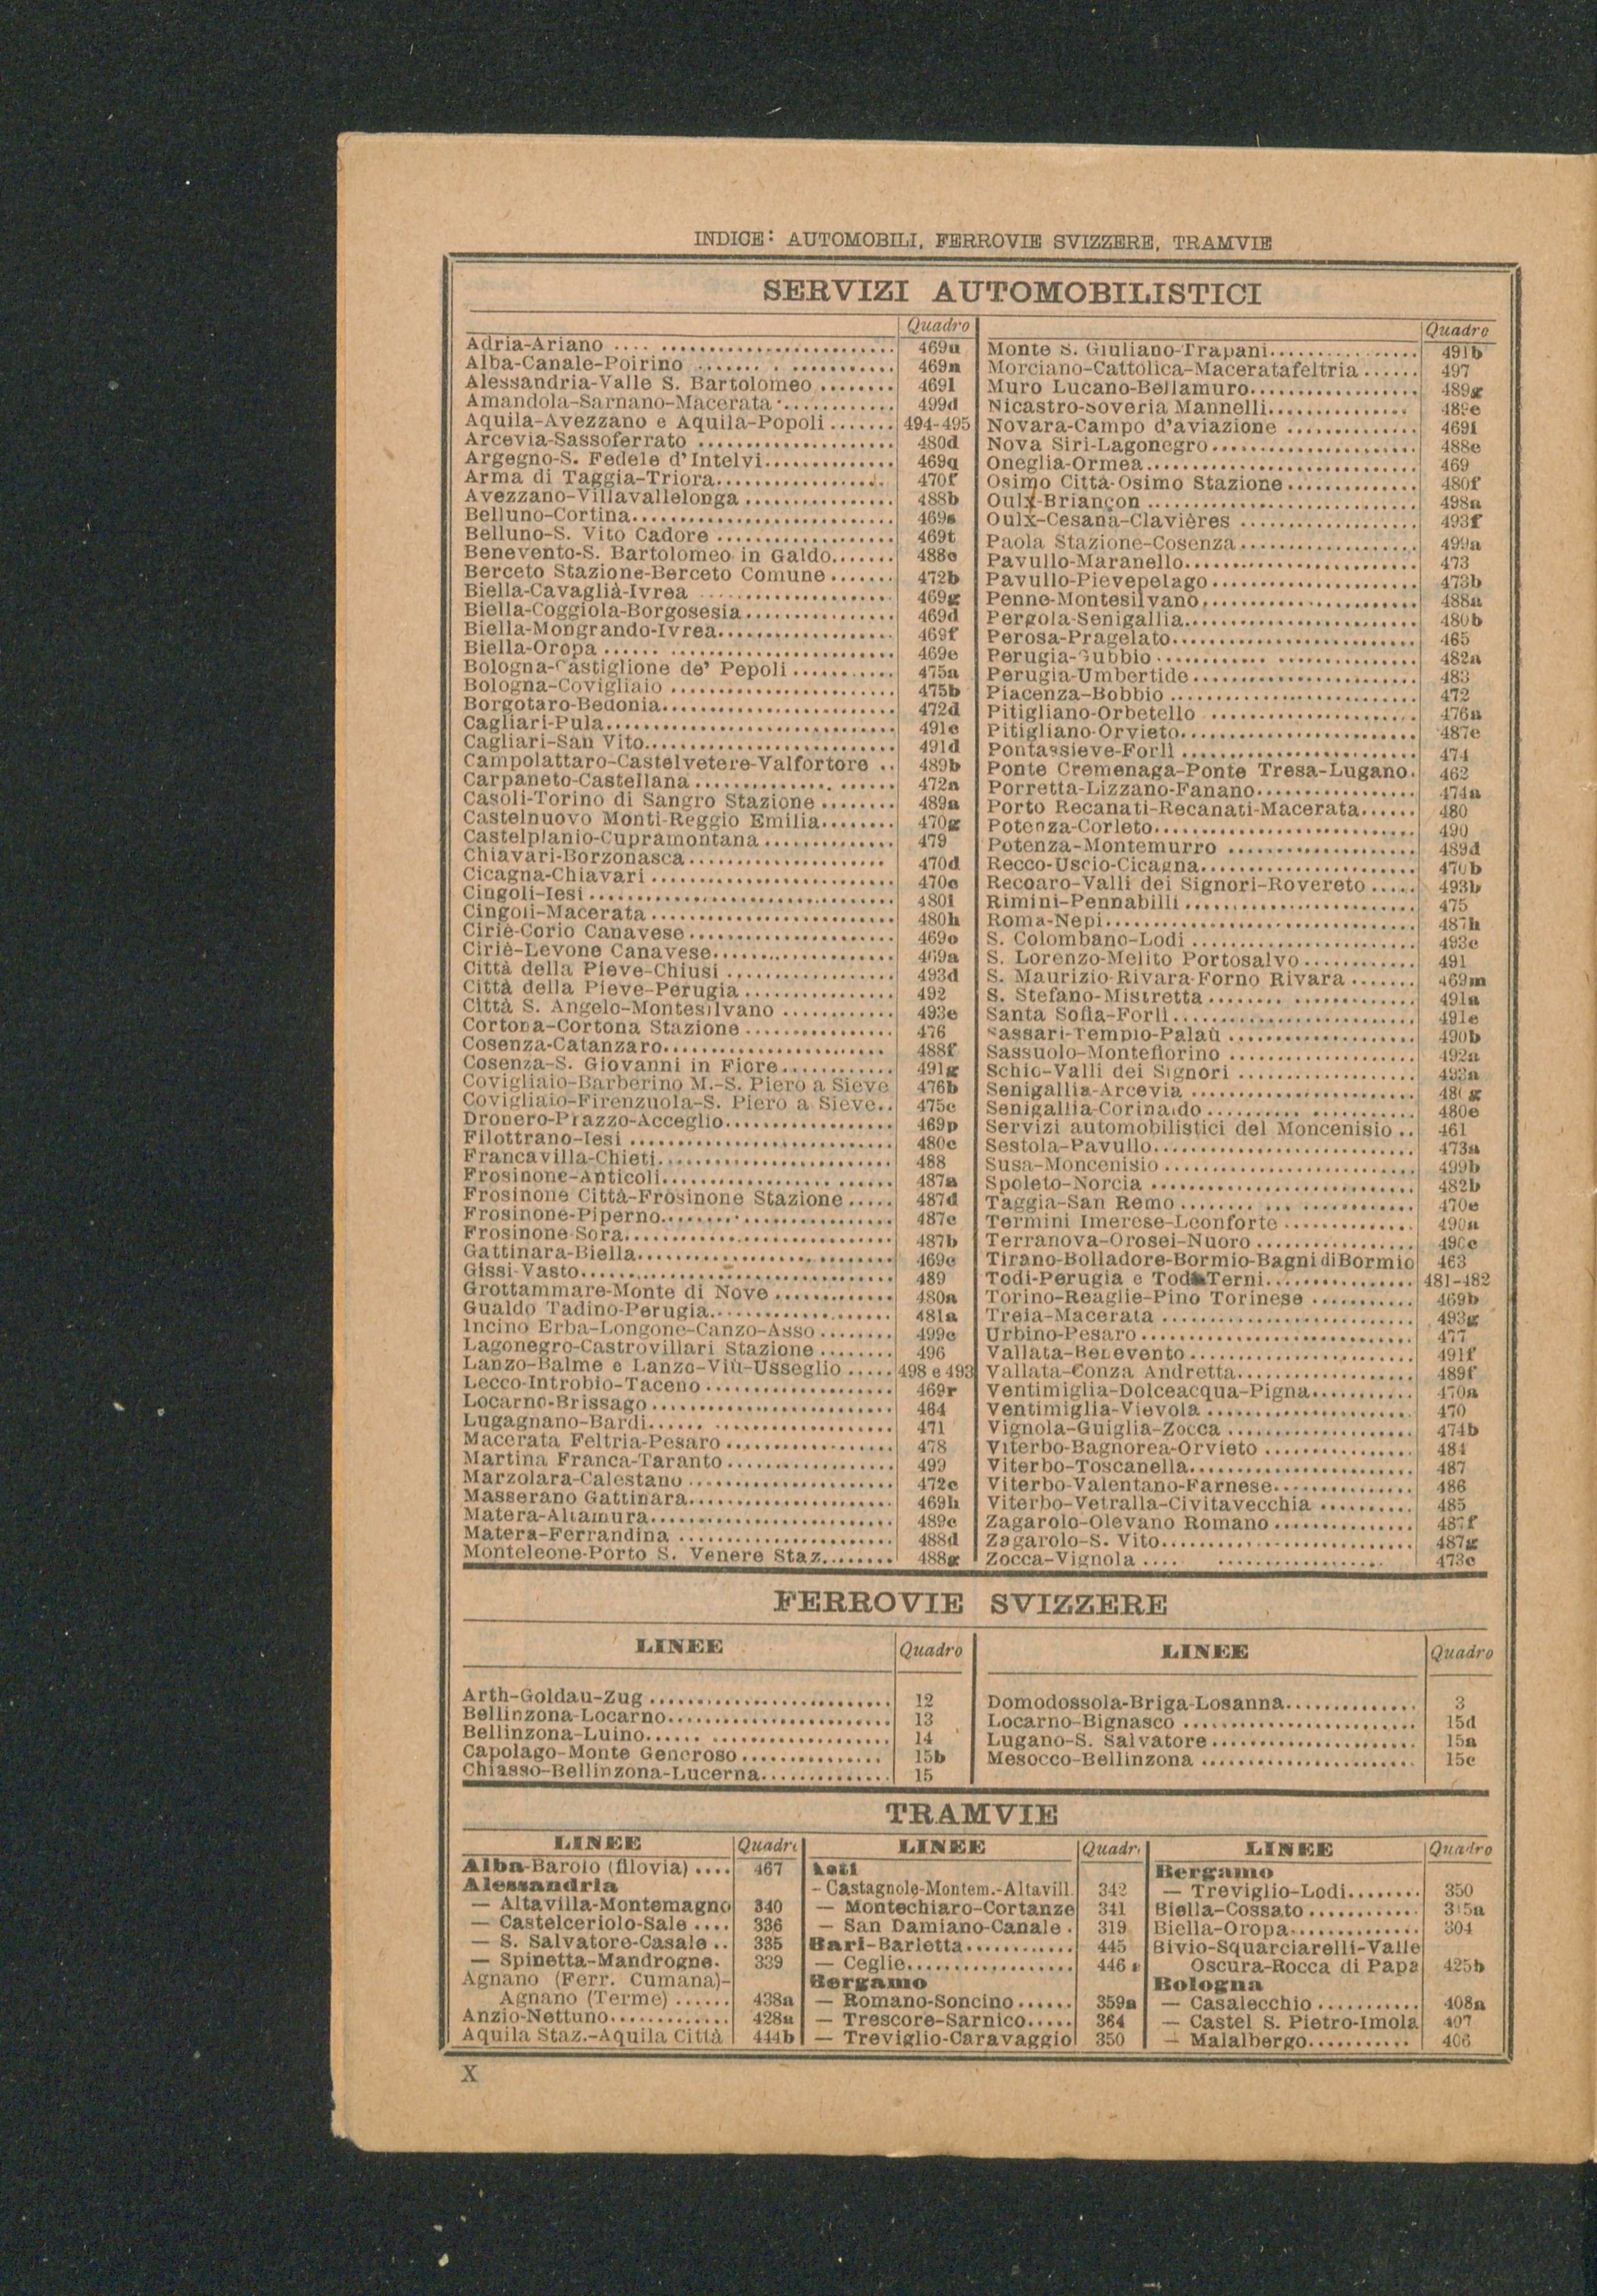 INDICE: AUTOMOBILI, FERROVIE SVIZZERE, TRAMVIE
SERVIZI AUTOMOBILISTICI
Quadro
Adria-Ariano 469u
Alba-Canale-Poirino 469n
Alessandria-Valle S. Bartolomeo 469l
Amandola-Sarnano-Macerata 499d
Aquila-Avezzano e Aquila-Popoli 494-495
Arcevia-Sassoferrato 480d
Argegno-S. Fedele d'Intelvi 469q
Arma di Taggia-Triora 470f
Avezzano-Villavallelonga 488b
Belluno-Cortina 469s
Belluno-S. Vito Cadore 469t
Benevento-S. Bartolomeo in Galdo 488c
Berceto Stazione-Berceto Comune 472b
Biella-Cavaglià-Ivrea 469g
Biella-Coggiola-Borgosesia 469d
Biella-Mongrando-Ivrea 469f
Biella-Oropa 469e
Bologna-Castiglione de' Pepoli 475a
Bologna-Covigliaio 475b
Borgotaro-Bedonia 472d
Cagliari-Pula 491c
Cagliari-San Vito 491d
Campolattaro-Castelvetere-Valfortore 489b
Carpaneto-Castellana 472a
Casoli-Torino di Sangro Stazione 489a
Castelnuovo Monti-Reggio Emilia 470g
Castelplanio-Cupramontana 479
Chiavari-Borzonasca 470d
Cicagna-Chiavari 470c
Cingoli-Iesi 480i
Cingoli-Macerata 480h
Ciriè-Corio Canavese 469o
Ciriè-Levone Canavese 469a
Città della Pieve-Chiusi 493d
Città della Pieve-Perugia 492
Città S. Angelo-Montesilvano 493e
Cortona-Cortona Stazione 476
Cosenza-Catanzaro 488f
Cosenza-S. Giovanni in Fiore 491g
Covigliaio-Barberino M.-S. Piero a Sieve 476b
Covigliaio-Firenzuola-S. Piero a Sieve 475c
Dronero-Prazzo-Acceglio 469p
Filottrano-Iesi 480c
Francavilla-Chieti 488
Frosinone-Anticoli 487a
Frosinone Città-Frosinone Stazione 487d
Frosinone-Piperno 487c
Frosinone-Sora 487b
Gattinara-Biella 469c
Gissi-Vasto 489
Grottammare-Monte di Nove 480a
Gualdo Tadino-Perugia 481a
Incino Erba-Longone-Canzo-Asso 499c
Lagonegro-Castrovillari Stazione 496
Lanzo-Balme e Lanzo-Viù-Usseglio 498 e 493
Lecco-Introbio-Taceno 469r
Locarno-Brissago 464
Lugagnano-Bardi 471
Macerata Feltria-Pesaro 478
Martina Franca-Taranto 499
Marzolara-Calestano 472c
Masserano Gattinara 469h
Matera-Altamura 489c
Matera-Ferrandina 488d
Monteleone-Porto S. Venere Staz. 488g
Quadro
Monte S. Giuliano-Trapani 491b
Morciano-Cattolica-Maceratafeltria 497
Muro Lucano-Bellamuro 489g
Nicastro-Soveria Mannelli 488e
Novara-Campo d'aviazione 469i
Nova Siri-Lagonegro 488c
Oneglia-Ormea 469
Osimo Città-Osimo Stazione 480f
Oulx-Briançon 498a
Oulx-Cesana-Clavières 493f
Paola Stazione-Cosenza 499a
Pavullo-Maranello 473
Pavullo-Pievepelago 473b
Penne-Montesilvano 488a
Pergola-Senigallia 480b
Perosa-Pragelato 465
Perugia-Gubbio 482a
Perugia-Umbertide 483
Piacenza-Bobbio 472
Pitigliano-Orbetello 476a
Pitigliano-Orvieto 487e
Pontassieve-Forlì 474
Ponte Cremenaga-Ponte Tresa-Lugano 462
Porretta-Lizzano-Fanano 474a
Porto Recanati-Recanati-Macerata 480
Potenza-Corleto 490
Potenza-Montemurro 489d
Recco-Uscio-Cicagna 470b
Recoaro-Valli dei Signori-Rovereto 493b
Rimini-Pennabilli 475
Roma-Nepi 487h
S. Colombano-Lodi 493c
S. Lorenzo-Melito Portosalvo 491
S. Maurizio-Rivara-Forno Rivara 469m
S. Stefano-Mistretta 491a
Santa Sofia-Forlì 491e
Sassari-Tempio-Palau 490b
Sassuolo-Montefiorino 492a
Schio-Valli dei Signori 493a
Senigallia-Arcevia 480g
Senigallia-Corinaldo 480e
Servizi automobilistici del Moncenisio 461
Sestola-Pavullo 473a
Susa-Moncenisio 499b
Spoleto-Norcia 482b
Taggia-San Remo 470e
Termini Imerese-Leonforte 490a
Terranova-Orosei-Nuoro 490c
Tirano-Bolladore-Bormio-Bagni di Bormio 463
Todi-Perugia e Todi-Terni 481-482
Torino-Reaglie-Pino Torinese 469b
Treia-Macerata 493g
Urbino-Pesaro 477
Vallata-Benevento 491f
Vallata-Conza Andretta 489f
Ventimiglia-Dolceacqua-Pigna 470a
Ventimiglia-Vievola 470
Vignola-Guiglia-Zocca 474b
Viterbo-Bagnorea-Orvieto 484
Viterbo-Toscanella 487
Viterbo-Valentano-Farnese 486
Viterbo-Vetralla-Civitavecchia 485
Zagarolo-Olevano Romano 487f
Zagarolo-S. Vito 487g
Zocca-Vignola 473c
FERROVIE SVIZZERE
LINEE Quadro
Arth-Goldau-Zug 12
Bellinzona-Locarno 13
Bellinzona-Luino 14
Capolago-Monte Generoso 15b
Chiasso-Bellinzona-Lucerna 15
LINEE Quadro
Domodossola-Briga-Losanna 3
Locarno-Bignasco 15d
Lugano-S. Salvatore 15a
Mesocco-Bellinzona 15c
TRAMVIE
LINEE Quadro
Alba-Barolo (filovia) 467
Alessandria
— Altavilla-Montemagno 340
— Castelceriolo-Sale 336
— S. Salvatore-Casale 335
— Spinetta-Mandrogne 339
Agnano (Ferr. Cumana)-
Agnano (Terme) 438a
Anzio-Nettuno 428a
Aquila Staz.-Aquila Città 444b
LINEE Quadr.
Asti
- Castagnole-Montem.-Altavill. 342
— Montechiaro-Cortanze 341
— San Damiano-Canale 319
Bari-Barletta 445
— Ceglie 446
Bergamo
— Romano-Soncino 359a
— Trescore-Sarnico 364
— Treviglio-Caravaggio 350
LINEE Quadro
Bergamo
— Treviglio-Lodi 350
Biella-Cossato 315a
Biella-Oropa 304
Bivio-Squarciarelli-Valle
Oscura-Rocca di Papa 425b
Bologna
— Casalecchio 408a
— Castel S. Pietro-Imola 407
— Malalbergo 406
X